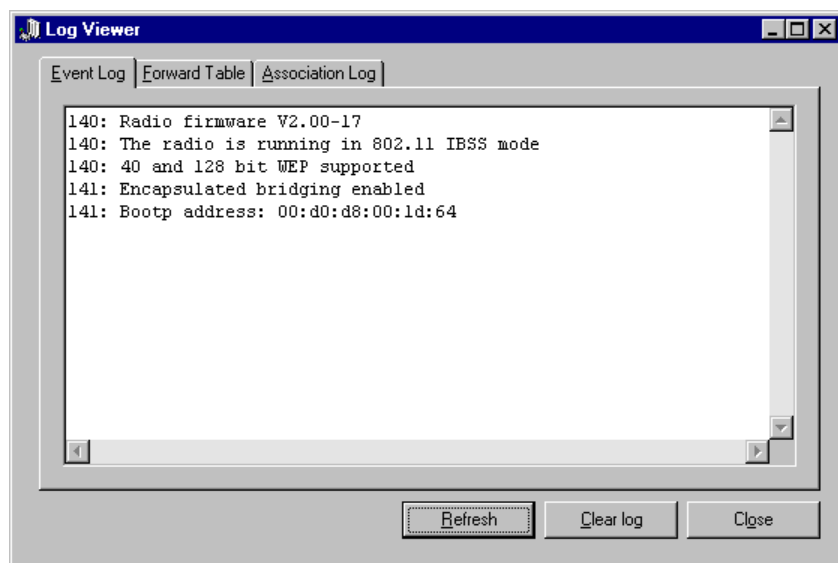 Log Viewer
Event Log Forward Table Association Log
140: Radio firmware V2.00-17
140: The radio is running in 802.11 IBSS mode
140: 40 and 128 bit WEP supported
141: Encapsulated bridging enabled
141: Bootp address: 00:d0:d8:00:1d:64
Refresh Clear log Close